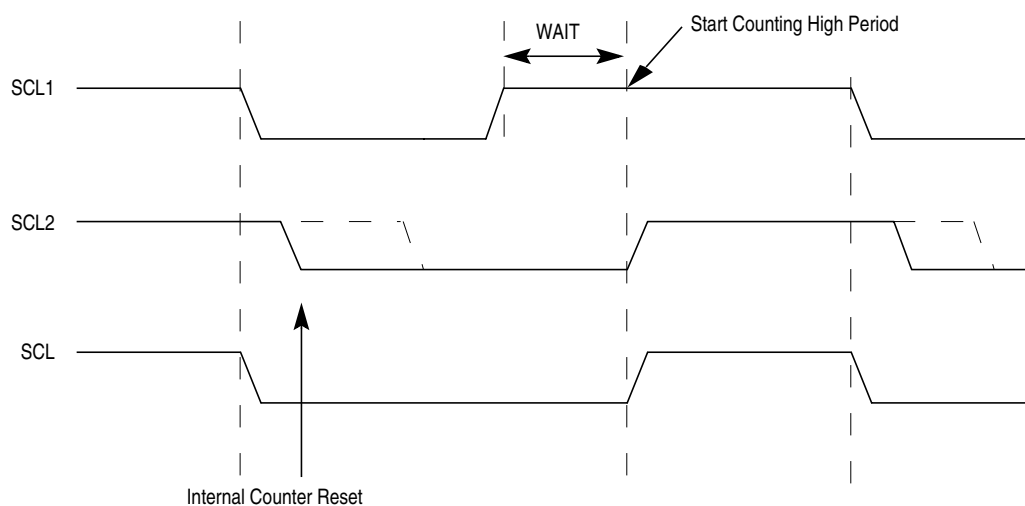 Start Counting High Period
WAIT
SCL1
SCL2
SCL
Internal Counter Reset